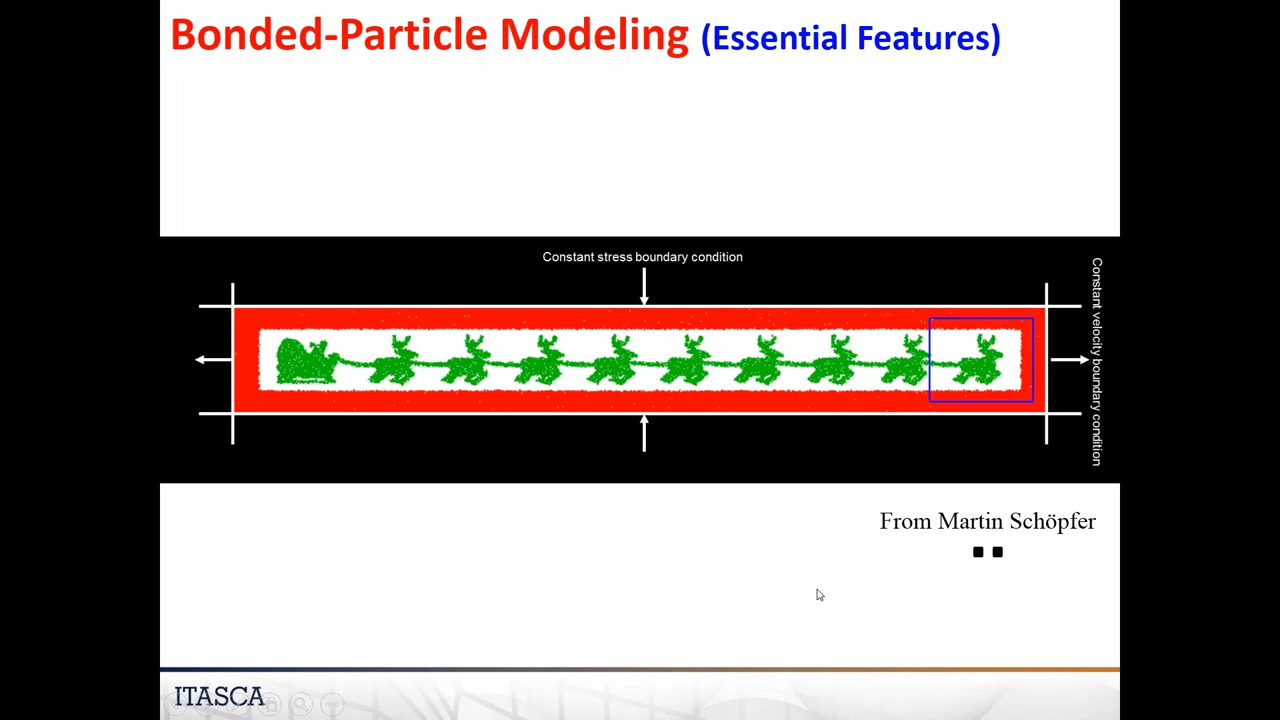 Bonded-Particle Modeling (Essential Features)
Constant stress boundary condition
Constant velocity boundary condition
From Martin Schöpfer
ITASCA